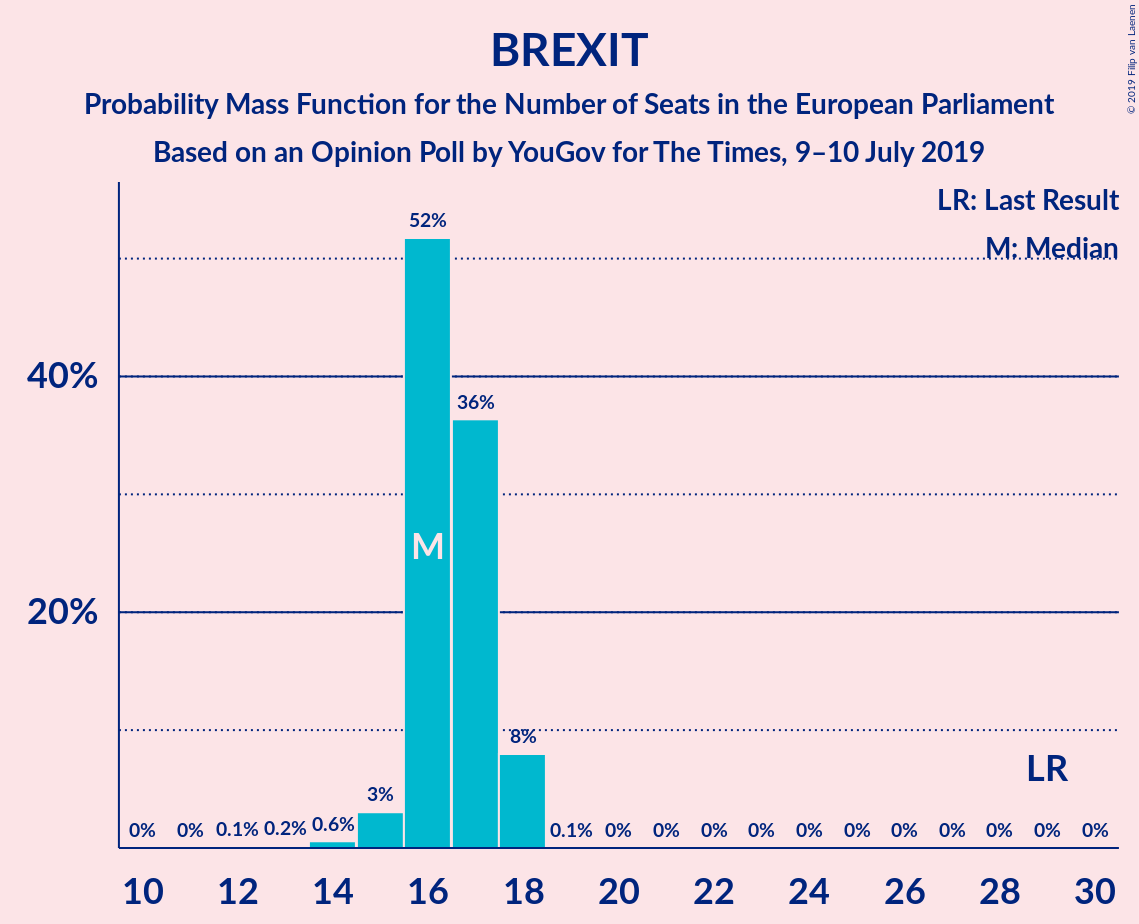 BREXIT
Probability Mass Function for the Number of Seats in the European Parliament
Based on an Opinion Poll by YouGov for The Times, 9–10 July 2019
© 2019 Filip van Laenen
LR: Last Result
M: Median
52%
40%
36%
M
20%
8%
LR
3%
0% 0% 0.1% 0.2% 0.6% 0.1% 0% 0% 0% 0% 0% 0% 0% 0% 0% 0% 0%
10 12 14 16 18 20 22 24 26 28 30